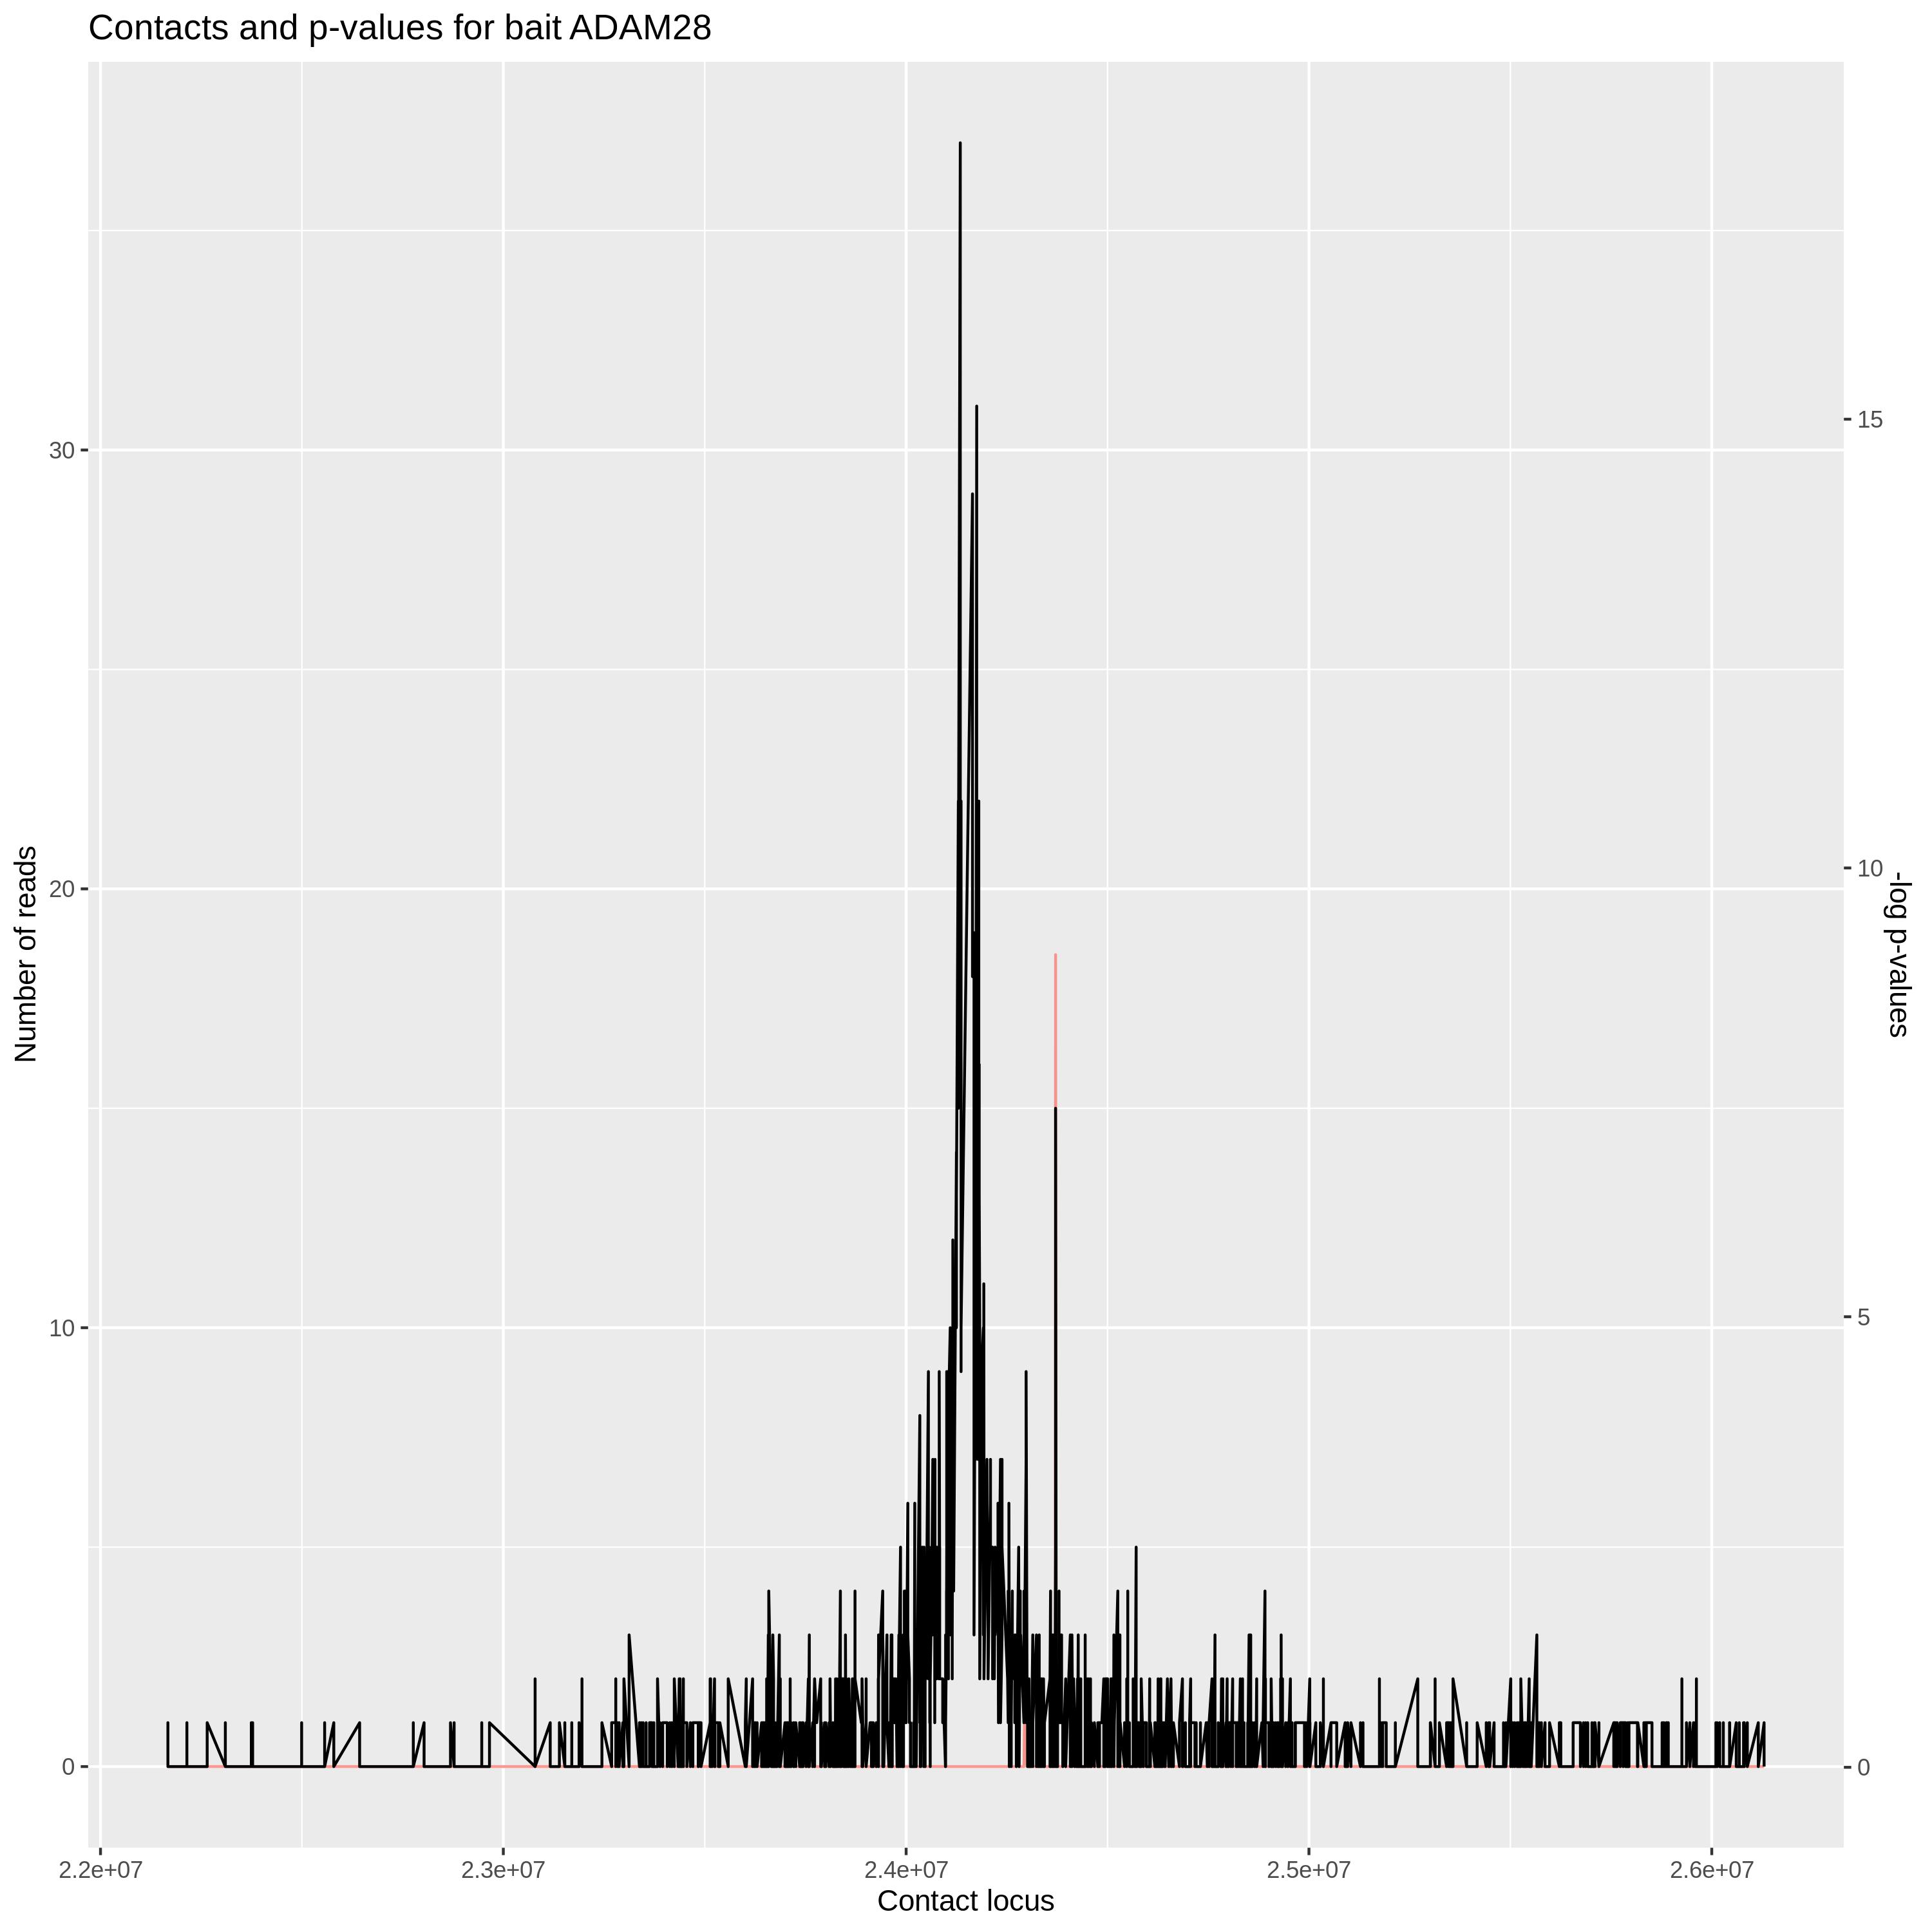 Contacts and p-values for bait ADAM28
Number of reads
30
20
10
0
15
10
5
0
-log p-values
2.2e+07
2.3e+07
2.4e+07
2.5e+07
2.6e+07
Contact locus